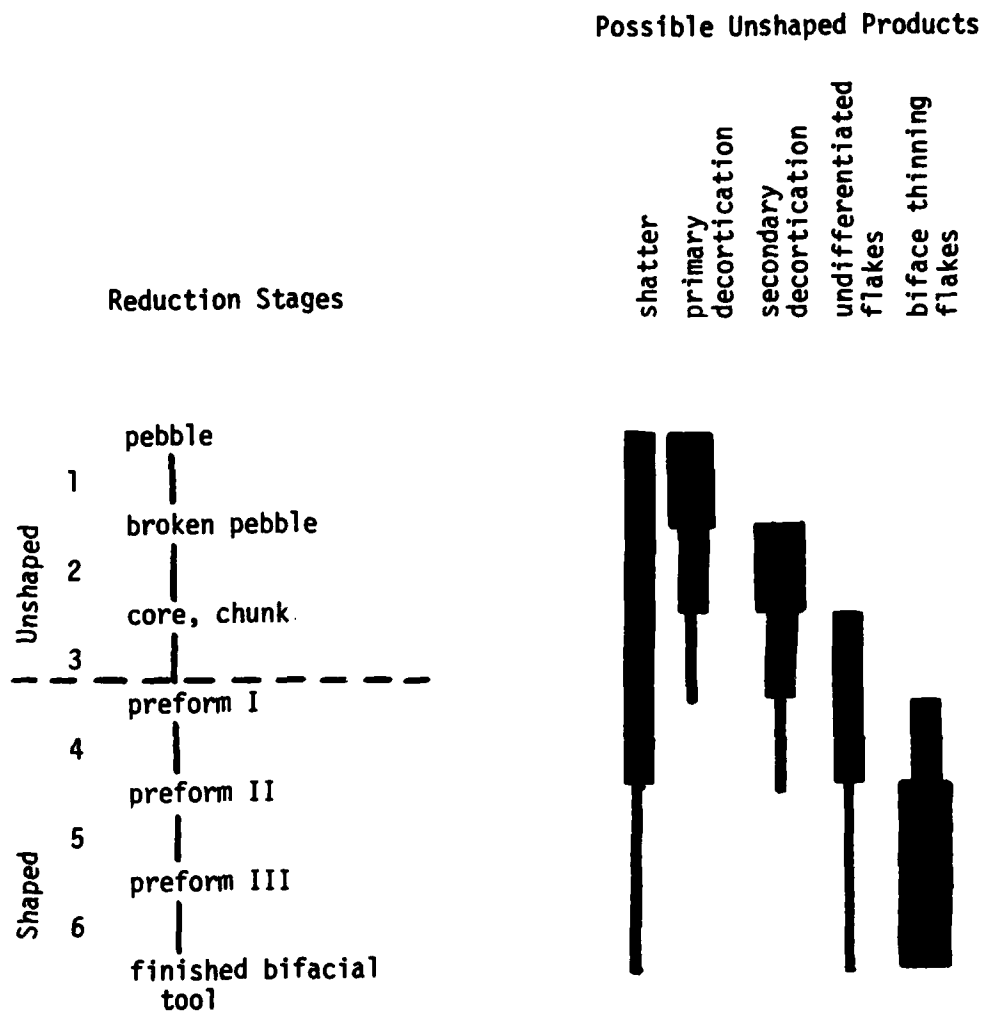 Possible Unshaped Products
shatter
primary
decortication
secondary
decortication
undifferentiated
flakes
biface thinning
flakes
Reduction Stages
Unshaped
pebble
1
broken pebble
2
core, chunk
3
preform I
Shaped
4
preform II
5
preform III
6
finished bifacial
tool